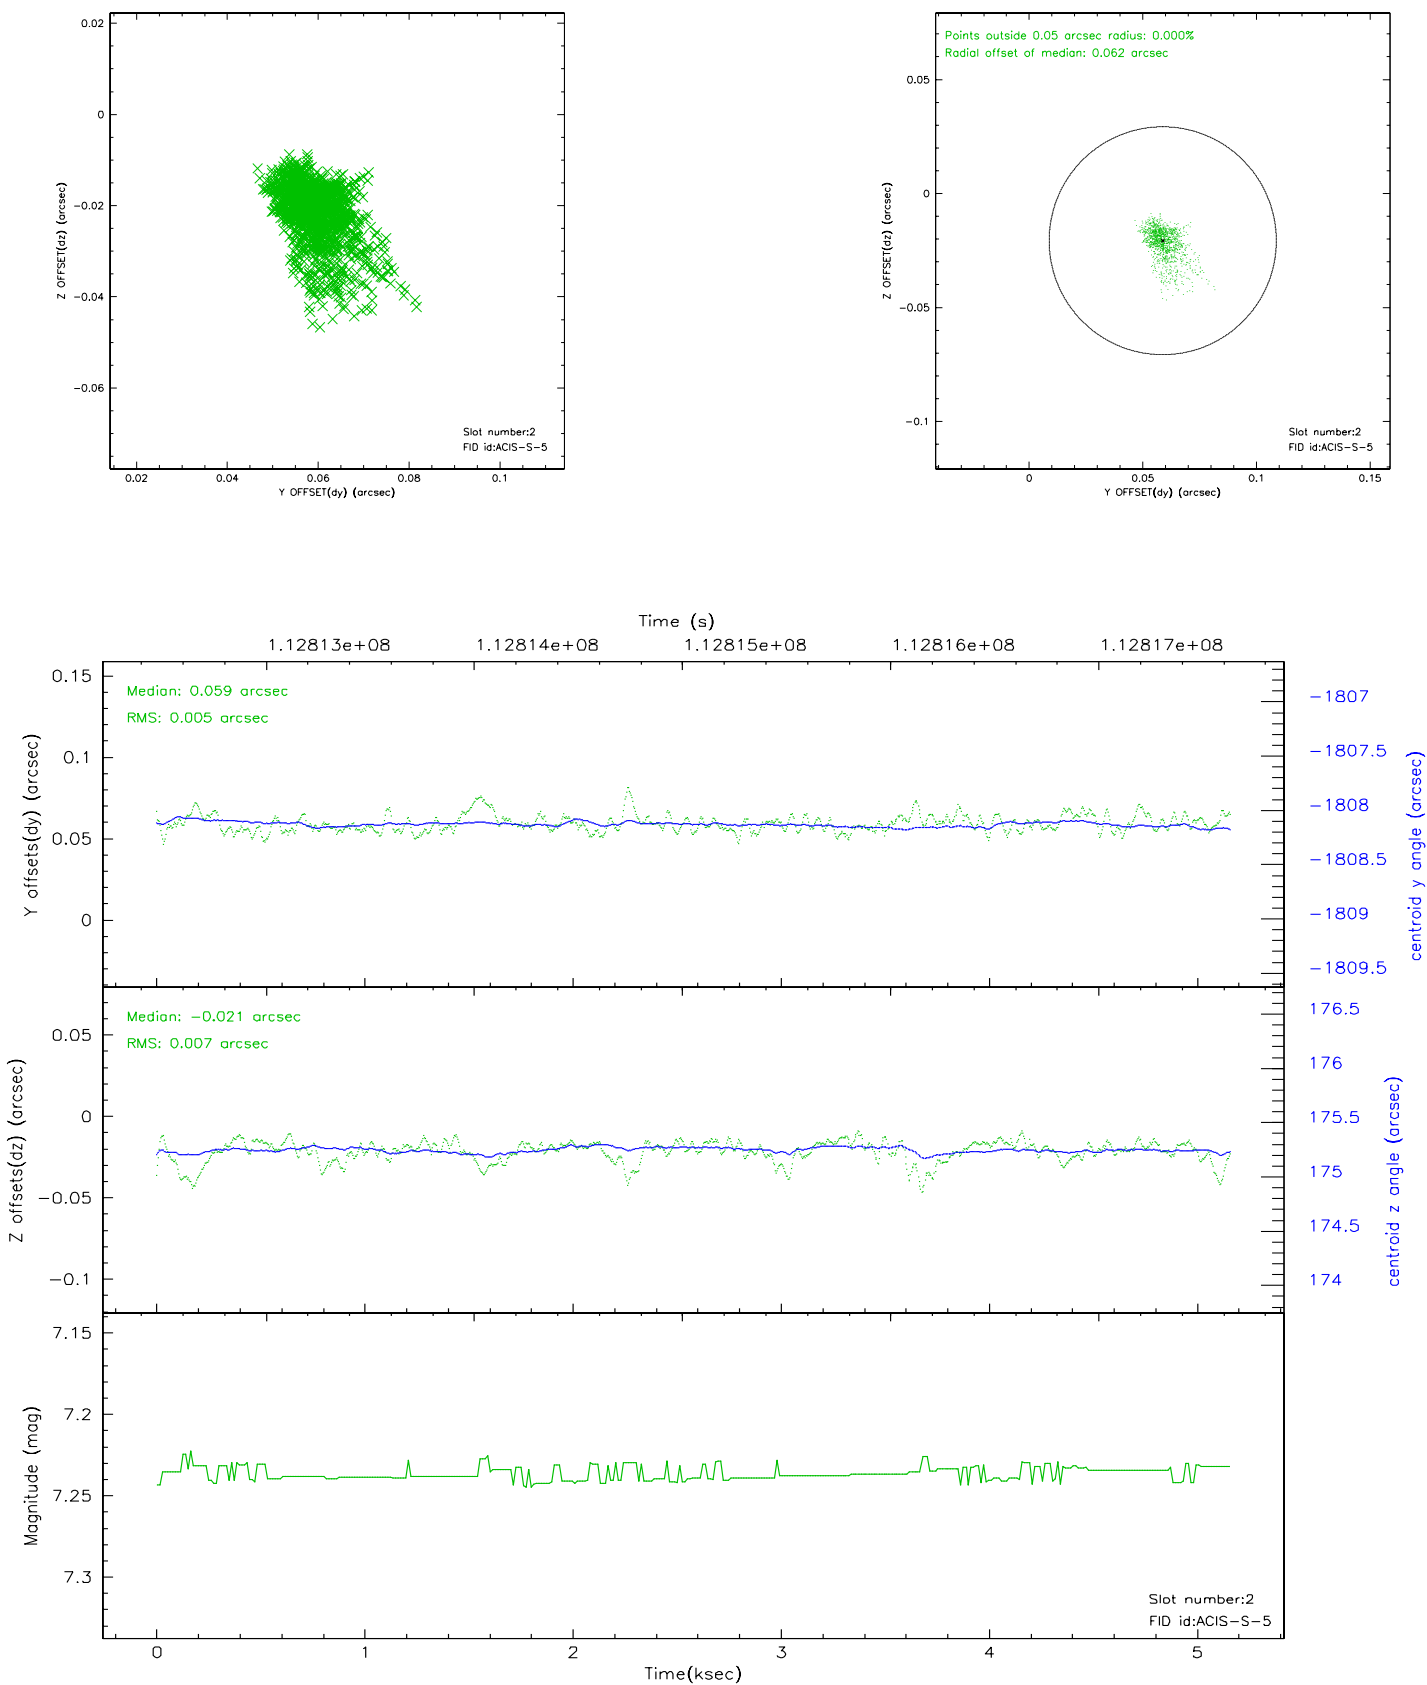 0.02
0
−0.02
−0.04
−0.06
Z OFFSET(dz) (arcsec)
Slot number:2
FID id:ACIS−S−5
0.02 0.04 0.06 0.08 0.1
Y OFFSET(dy) (arcsec)
Points outside 0.05 arcsec radius: 0.000%
Radial offset of median: 0.062 arcsec
0.05
0
−0.05
−0.1
Z OFFSET(dz) (arcsec)
Slot number:2
FID id:ACIS−S−5
0 0.05 0.1 0.15
Y OFFSET(dy) (arcsec)
Time (s)
1.12813e+08 1.12814e+08 1.12815e+08 1.12816e+08 1.12817e+08
Median: 0.059 arcsec
RMS: 0.005 arcsec
0.15
0.1
0.05
0
Y offsets(dy) (arcsec)
−1807
−1807.5
−1808
−1808.5
−1809
−1809.5
centroid y angle (arcsec)
Median: −0.021 arcsec
RMS: 0.007 arcsec
0.05
0
−0.05
−0.1
Z offsets(dz) (arcsec)
176.5
176
175.5
175
174.5
174
centroid z angle (arcsec)
7.15
7.2
7.25
7.3
Magnitude (mag)
Slot number:2
FID id:ACIS−S−5
0 1 2 3 4 5
Time(ksec)